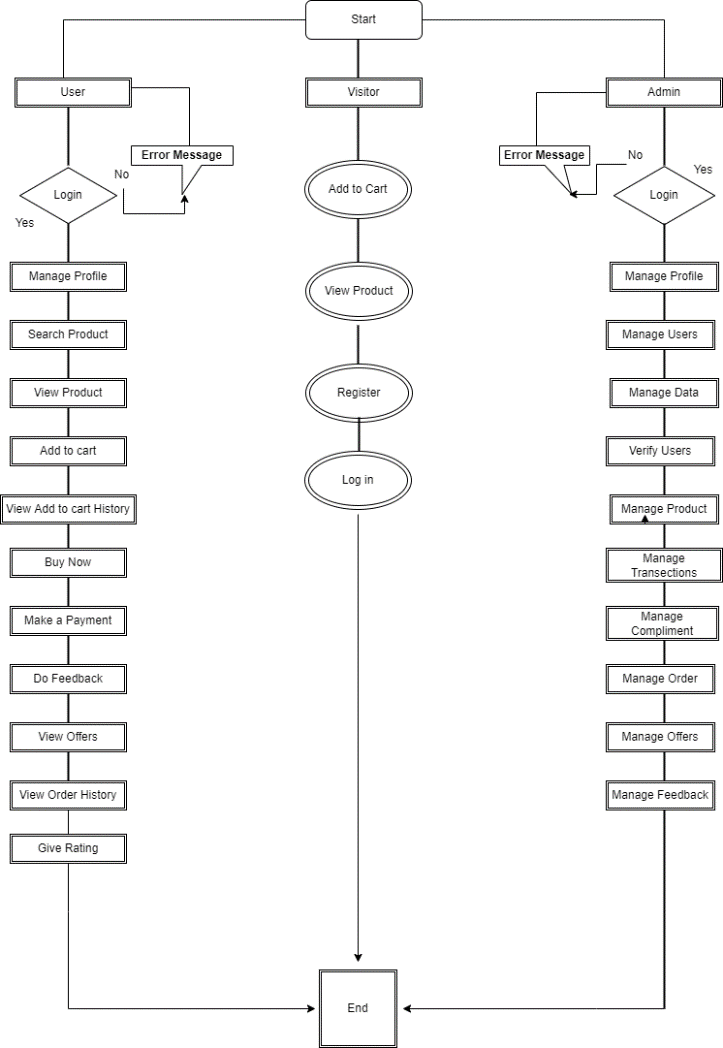 Start
User
Visitor
Admin
Error Message
Error Message
No
No
Yes
Login
Add to Cart
Login
Yes
Manage Profile
View Product
Manage Profile
Search Product
Manage Users
View Product
Register
Manage Data
Add to cart
Verify Users
Log in
View Add to cart History
Manage Product
Buy Now
Manage
Transections
Make a Payment
Manage
Compliment
Do Feedback
Manage Order
View Offers
Manage Offers
View Order History
Manage Feedback
Give Rating
End